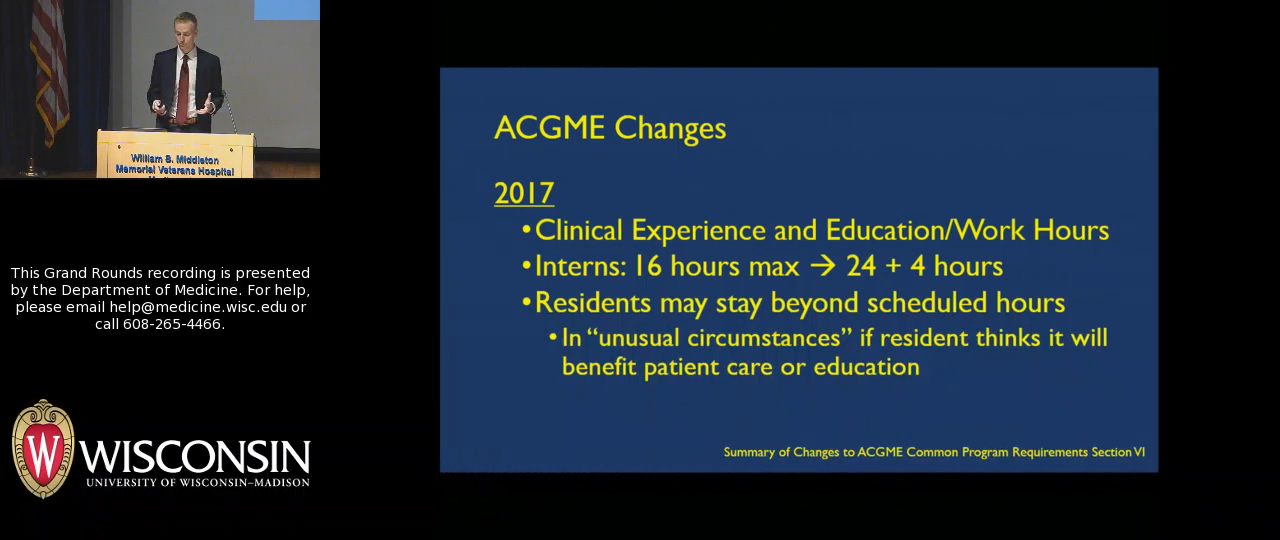 William S. Middleton
Memorial Veterans Hospital
This Grand Rounds recording is presented
by the Department of Medicine. For help,
please email help@medicine.wisc.edu or
call 608-265-4466.
W WISCONSIN
UNIVERSITY OF WISCONSIN–MADISON
ACGME Changes
2017
•Clinical Experience and Education/Work Hours
•Interns: 16 hours max → 24 + 4 hours
•Residents may stay beyond scheduled hours
•In “unusual circumstances” if resident thinks it will
benefit patient care or education
Summary of Changes to ACGME Common Program Requirements Section VI